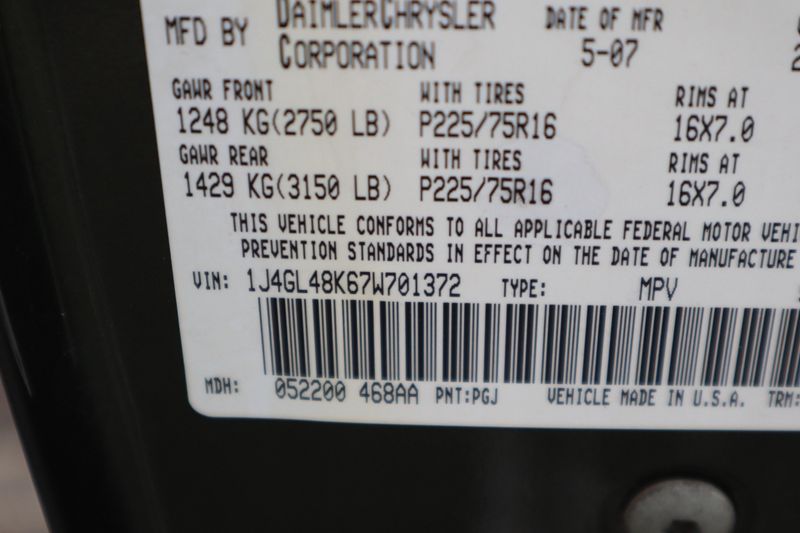 MFD BY DAIMLERCHRYSLER CORPORATION DATE OF MFR 5-07
GAWR FRONT WITH TIRES RIMS AT
1248 KG(2750 LB) P225/75R16 16X7.0
GAWR REAR WITH TIRES RIMS AT
1429 KG(3150 LB) P225/75R16 16X7.0
THIS VEHICLE CONFORMS TO ALL APPLICABLE FEDERAL MOTOR VEHI
PREVENTION STANDARDS IN EFFECT ON THE DATE OF MANUFACTURE
VIN: 1J4GL48K67W701372 TYPE: MPV
MDH: 052200 468AA PNT:PGJ VEHICLE MADE IN U.S.A. TRM: